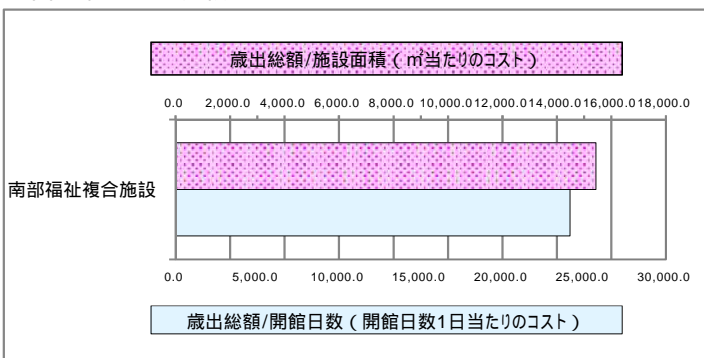 歳出総額/施設面積(㎡当たりのコスト)
0.0 2,000.0 4,000.0 6,000.0 8,000.0 10,000.0 12,000.0 14,000.0 16,000.0 18,000.0
南部福祉複合施設
0.0 5,000.0 10,000.0 15,000.0 20,000.0 25,000.0 30,000.0
歳出総額/開館日数(開館日数1日当たりのコスト)